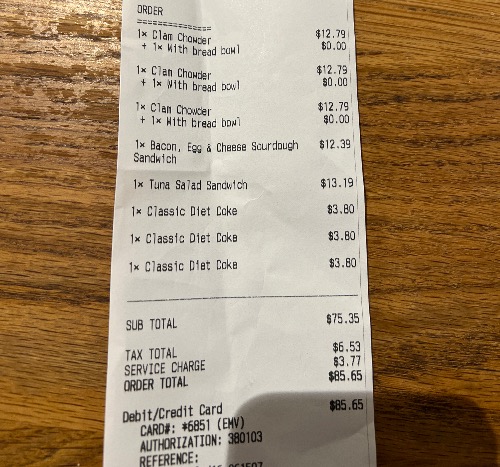 ORDER
==============
1x Clam Chowder $12.79
+ 1x With bread bowl $0.00
1x Clam Chowder $12.79
+ 1x With bread bowl $0.00
1x Clam Chowder $12.79
+ 1x With bread bowl $0.00
1x Bacon, Egg & Cheese Sourdough $12.39
Sandwich
1x Tuna Salad Sandwich $13.19
1x Classic Diet Coke $3.80
1x Classic Diet Coke $3.80
1x Classic Diet Coke $3.80
SUB TOTAL $75.35
TAX TOTAL $6.53
SERVICE CHARGE $3.77
ORDER TOTAL $85.65
Debit/Credit Card $85.65
CARD#: *6851 (EMV)
AUTHORIZATION: 380103
REFERENCE: